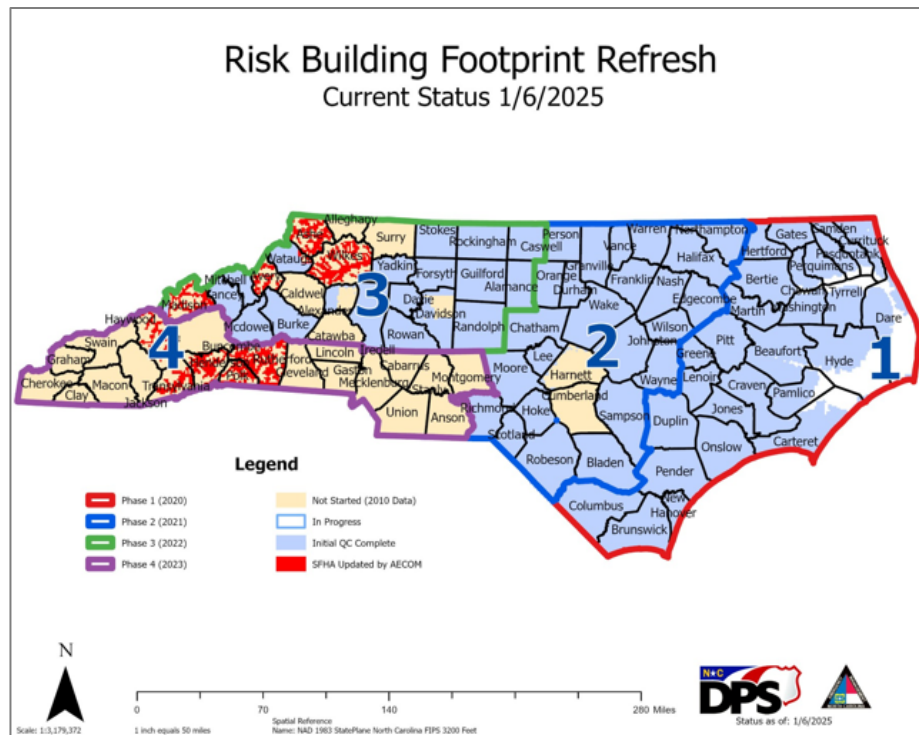 Risk Building Footprint Refresh
Current Status 1/6/2025
Alleghany
Ashe
Surry
Stokes
Rockingham
Caswell
Person
Granville
Vance
Warren
Northampton
Hertford
Gates
Camden
Currituck
Pasquotank
Perquimans
Chowan
Bertie
Halifax
Watauga
Wilkes
Yadkin
Forsyth
Guilford
Alamance
Orange
Durham
Franklin
Nash
Edgecombe
Martin
Washington
Tyrrell
Dare
Mitchell
Avery
Yancey
Madison
Caldwell
Alexander
Davie
Davidson
Randolph
Chatham
Wake
Wilson
Johnston
Greene
Pitt
Beaufort
Hyde
Haywood
Buncombe
Mcdowell
Burke
Catawba
Rowan
Iredell
Lincoln
Cabarrus
Montgomery
Moore
Lee
Harnett
Wayne
Lenoir
Craven
Pamlico
Swain
Graham
Cherokee
Clay
Macon
Jackson
Transylvania
Henderson
Polk
Rutherford
Cleveland
Gaston
Mecklenburg
Stanly
Union
Anson
Richmond
Hoke
Cumberland
Sampson
Duplin
Jones
Onslow
Carteret
Scotland
Robeson
Bladen
Pender
Columbus
Brunswick
New
Hanover
4
3
2
1
Legend
Phase 1 (2020)
Phase 2 (2021)
Phase 3 (2022)
Phase 4 (2023)
Not Started (2010 Data)
In Progress
Initial QC Complete
SFHA Updated by AECOM
N
Scale: 1:3,179,372
0
70
140
280 Miles
1 inch equals 50 miles
Spatial Reference
Name: NAD 1983 StatePlane North Carolina FIPS 3200 Feet
N★C
DPS
Status as of: 1/6/2025